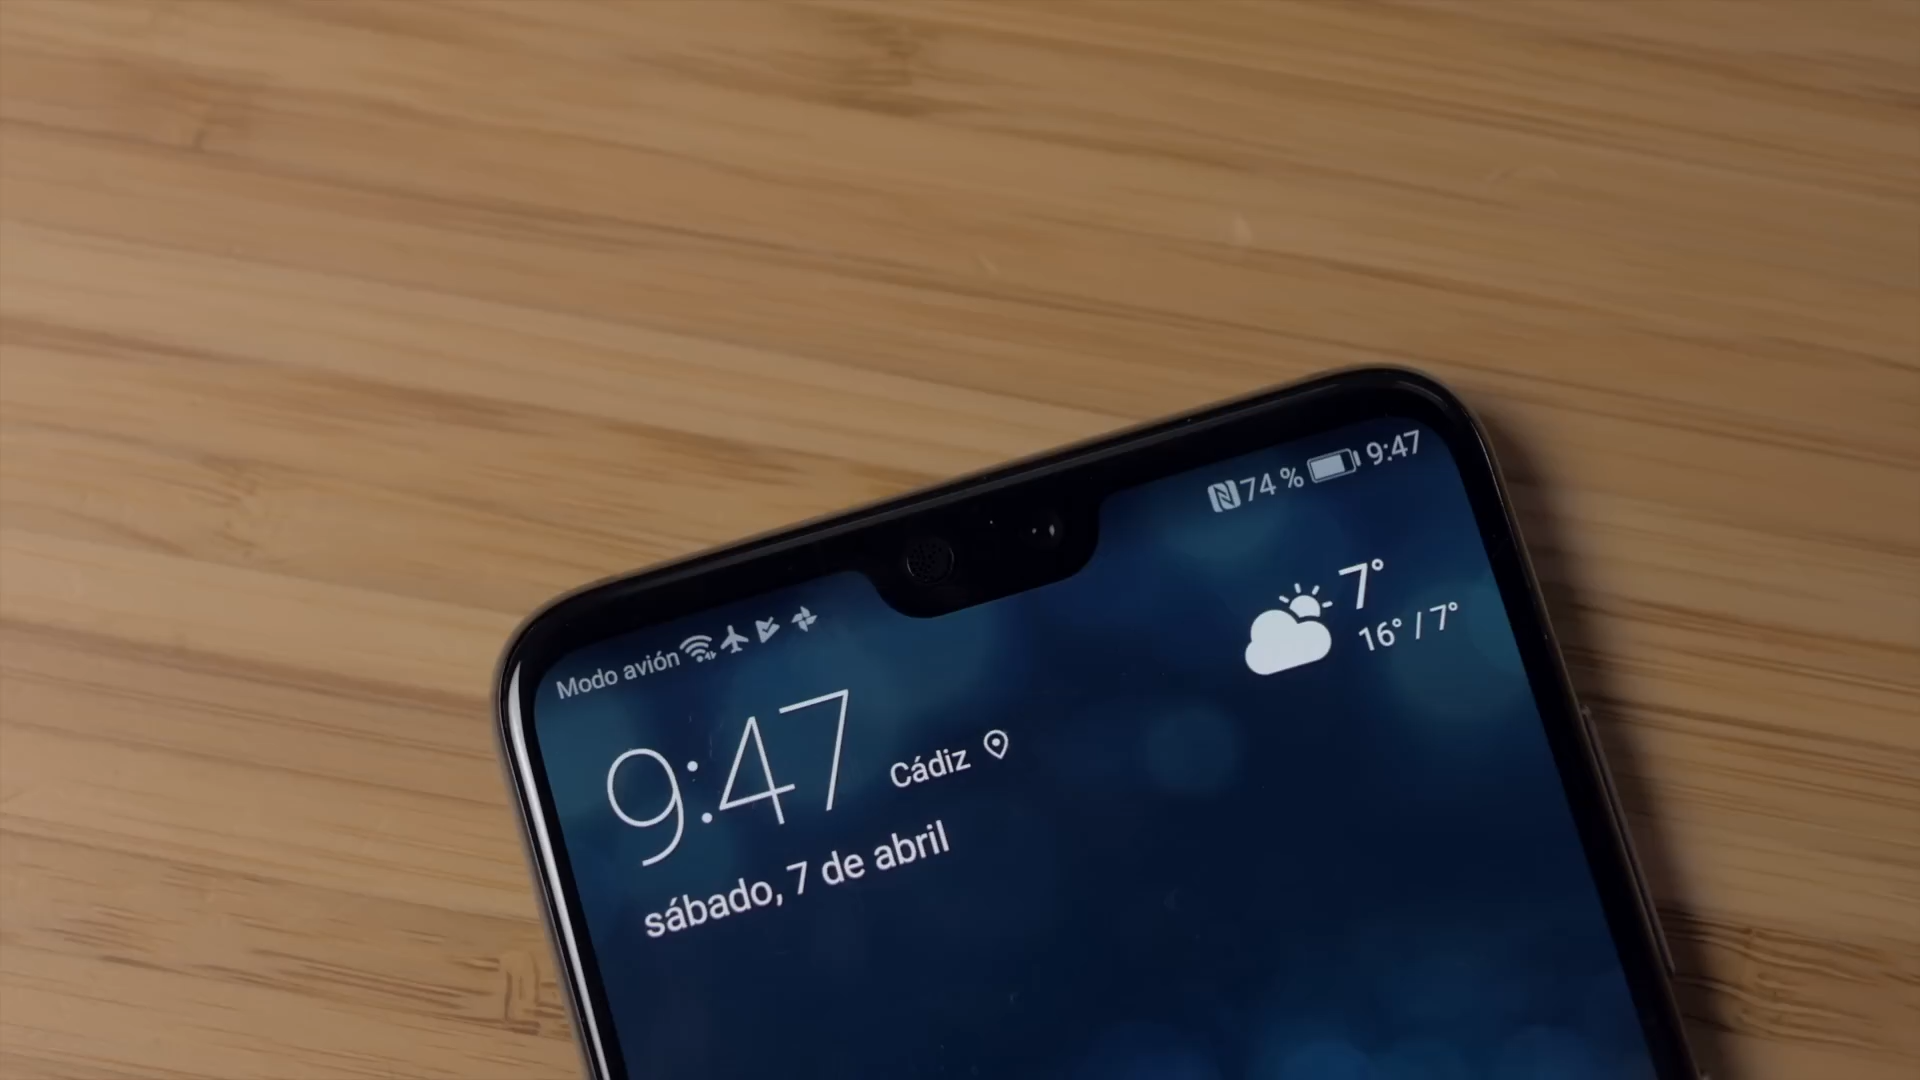 74 % 9:47
Modo avión
7°
16° / 7°
9:47 Cádiz
sábado, 7 de abril